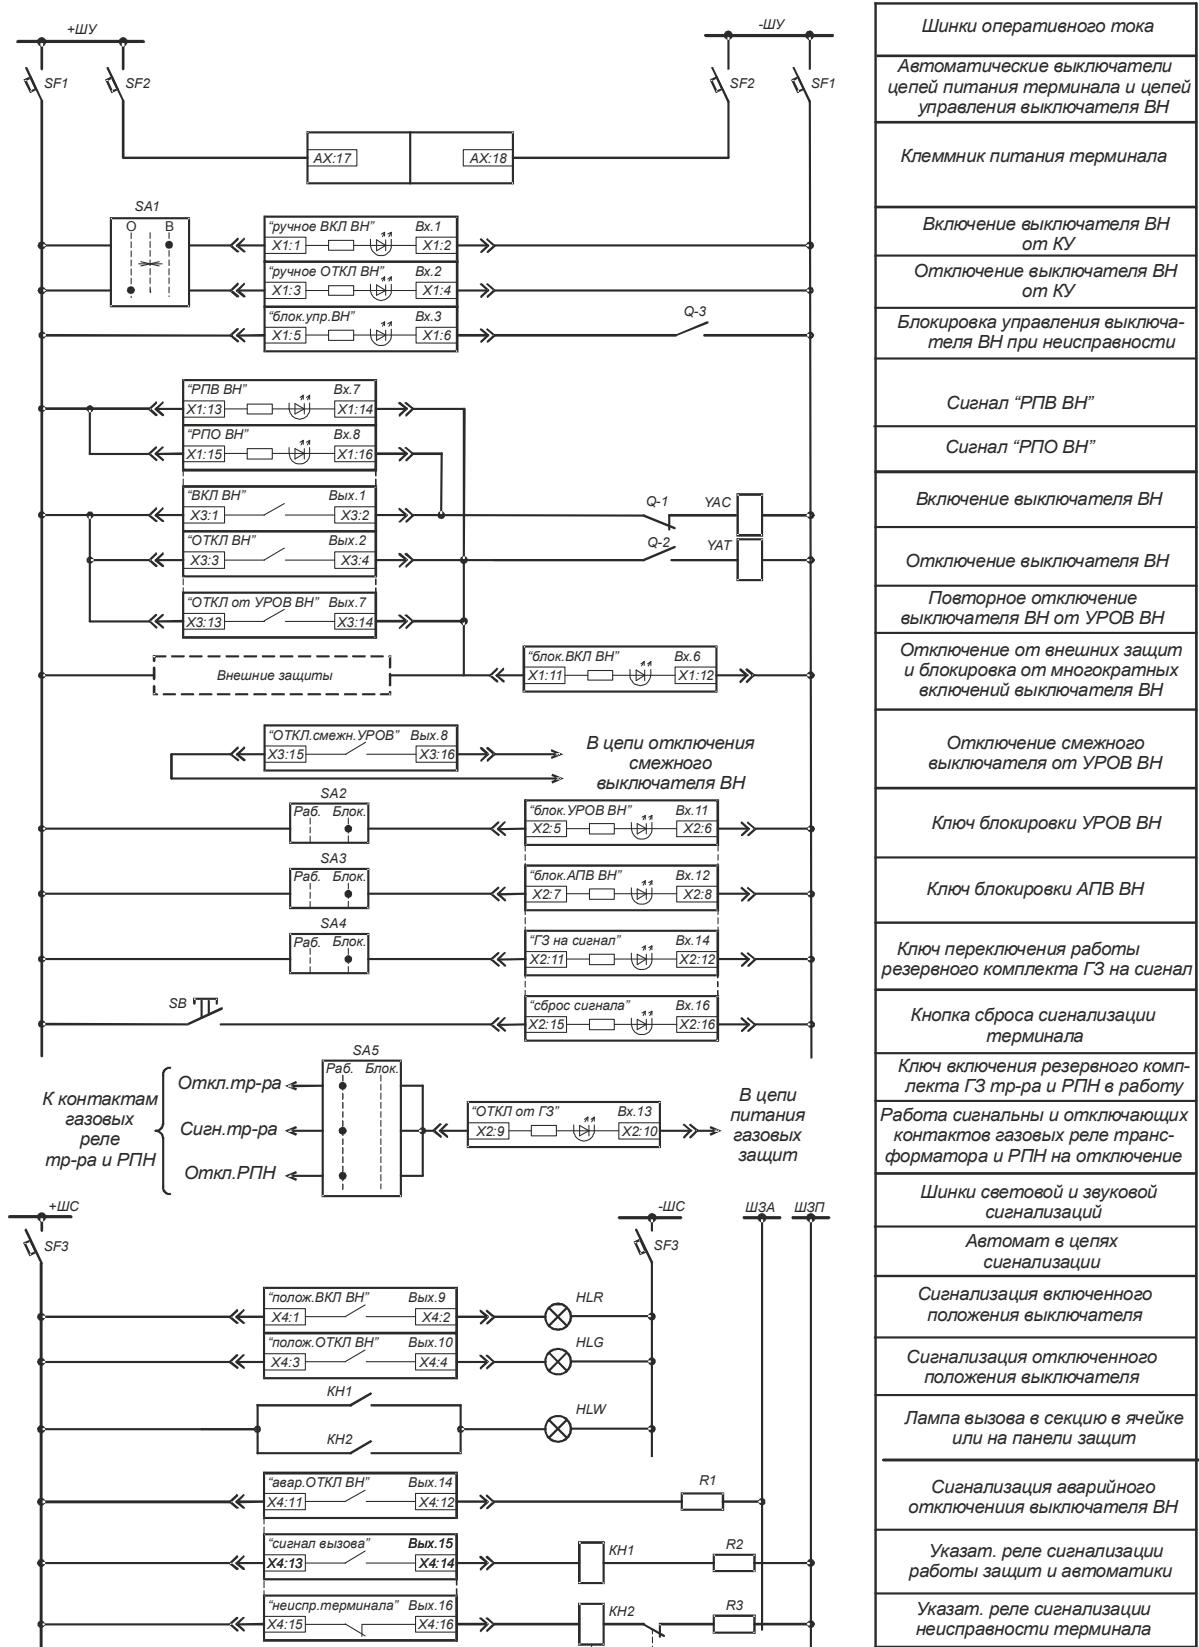 +ШУ
-ШУ
SF1
SF2
SF2
SF1
AX:17
AX:18
SA1
О В
"ручное ВКЛ ВН" Вх.1
X1:1 X1:2
"ручное ОТКЛ ВН" Вх.2
X1:3 X1:4
"блок.упр.ВН" Вх.3
X1:5 X1:6
Q-3
"РПВ ВН" Вх.7
X1:13 X1:14
"РПО ВН" Вх.8
X1:15 X1:16
"ВКЛ ВН" Вых.1
X3:1 X3:2
Q-1
YAC
"ОТКЛ ВН" Вых.2
X3:3 X3:4
Q-2
YAT
"ОТКЛ от УРОВ ВН" Вых.7
X3:13 X3:14
Внешние защиты
"блок.ВКЛ ВН" Вх.6
X1:11 X1:12
"ОТКЛ.смежн.УРОВ" Вых.8
X3:15 X3:16
В цепи отключения
смежного
выключателя ВН
SA2
Раб. Блок.
"блок.УРОВ ВН" Вх.11
X2:5 X2:6
SA3
Раб. Блок.
"блок.АПВ ВН" Вх.12
X2:7 X2:8
SA4
Раб. Блок.
"ГЗ на сигнал" Вх.14
X2:11 X2:12
SB
"сброс сигнала" Вх.16
X2:15 X2:16
SA5
Раб. Блок.
К контактам
газовых
реле
тр-ра и РПН
Откл.тр-ра
Сигн.тр-ра
Откл.РПН
"ОТКЛ от ГЗ" Вх.13
X2:9 X2:10
В цепи
питания
газовых
защит
+ШС
-ШС
ШЗА
ШЗП
SF3
SF3
"полож.ВКЛ ВН" Вых.9
X4:1 X4:2
HLR
"полож.ОТКЛ ВН" Вых.10
X4:3 X4:4
HLG
КН1
КН2
HLW
"авар.ОТКЛ ВН" Вых.14
X4:11 X4:12
R1
"сигнал вызова" Вых.15
X4:13 X4:14
КН1
R2
"неиспр.терминала" Вых.16
X4:15 X4:16
КН2
R3
Шинки оперативного тока
Автоматические выключатели
цепей питания терминала и цепей
управления выключателя ВН
Клеммник питания терминала
Включение выключателя ВН
от КУ
Отключение выключателя ВН
от КУ
Блокировка управления выключа-
теля ВН при неисправности
Сигнал "РПВ ВН"
Сигнал "РПО ВН"
Включение выключателя ВН
Отключение выключателя ВН
Повторное отключение
выключателя ВН от УРОВ ВН
Отключение от внешних защит
и блокировка от многократных
включений выключателя ВН
Отключение смежного
выключателя от УРОВ ВН
Ключ блокировки УРОВ ВН
Ключ блокировки АПВ ВН
Ключ переключения работы
резервного комплекта ГЗ на сигнал
Кнопка сброса сигнализации
терминала
Ключ включения резервного комп-
лекта ГЗ тр-ра и РПН в работу
Работа сигнальны и отключающих
контактов газовых реле транс-
форматора и РПН на отключение
Шинки световой и звуковой
сигнализаций
Автомат в цепях
сигнализации
Сигнализация включенного
положения выключателя
Сигнализация отключенного
положения выключателя
Лампа вызова в секцию в ячейке
или на панели защит
Сигнализация аварийного
отключениия выключателя ВН
Указат. реле сигнализации
работы защит и автоматики
Указат. реле сигнализации
неисправности терминала